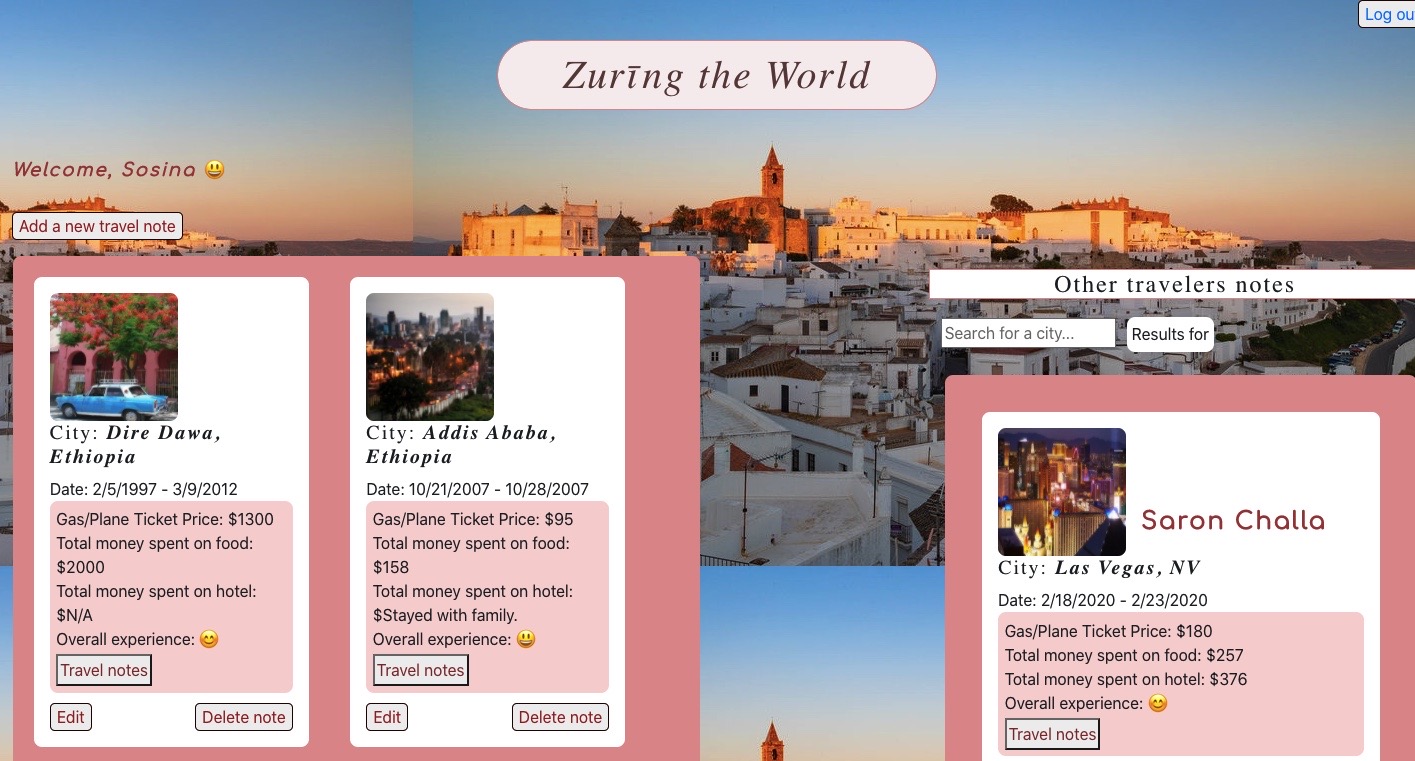 Log ou
Zurīng the World
Welcome, Sosina 😃
Add a new travel note
City: Dire Dawa,
Ethiopia
Date: 2/5/1997 - 3/9/2012
Gas/Plane Ticket Price: $1300
Total money spent on food:
$2000
Total money spent on hotel:
$N/A
Overall experience: 😊
Travel notes
Edit
Delete note
City: Addis Ababa,
Ethiopia
Date: 10/21/2007 - 10/28/2007
Gas/Plane Ticket Price: $95
Total money spent on food:
$158
Total money spent on hotel:
$Stayed with family.
Overall experience: 😃
Travel notes
Edit
Delete note
Other travelers notes
Search for a city...
Results for
Saron Challa
City: Las Vegas, NV
Date: 2/18/2020 - 2/23/2020
Gas/Plane Ticket Price: $180
Total money spent on food: $257
Total money spent on hotel: $376
Overall experience: 😊
Travel notes